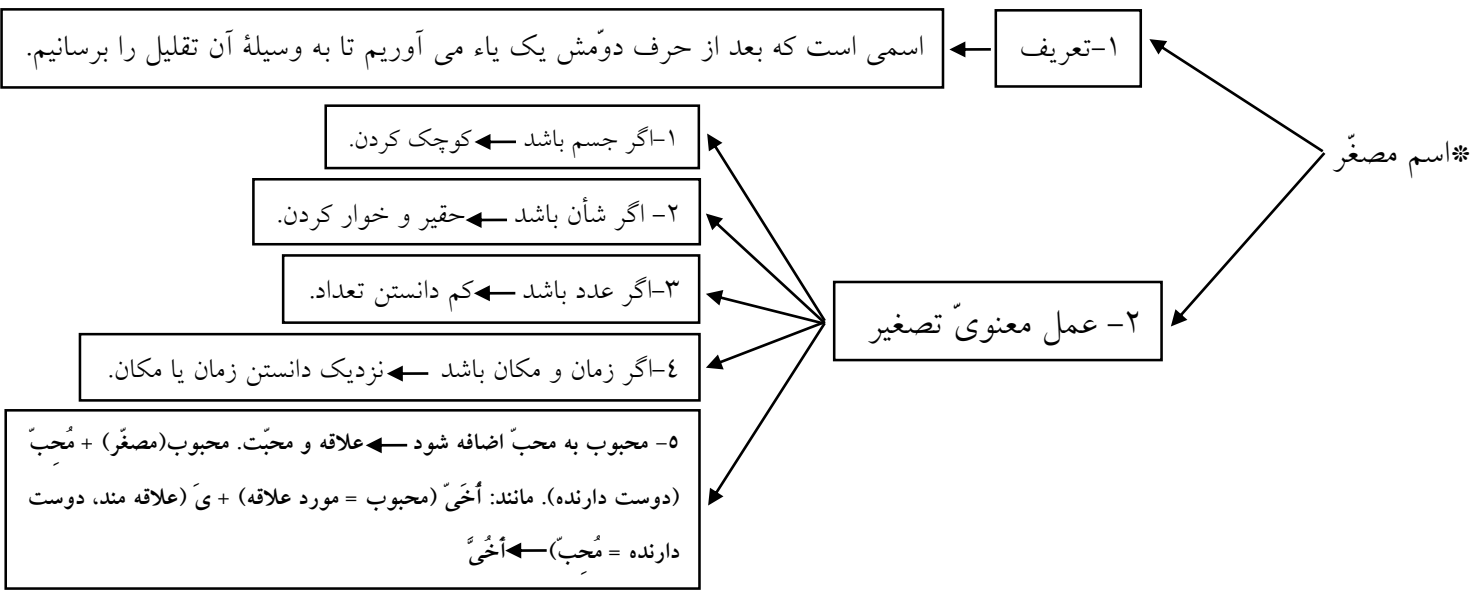 *اسم مصغّر
۱-تعریف
اسمی است که بعد از حرف دوّمش یک یاء می آوریم تا به وسیلۀ آن تقلیل را برسانیم.
۲- عمل معنویّ تصغیر
۱-اگر جسم باشد کوچک کردن.
۲- اگر شأن باشد حقیر و خوار کردن.
۳-اگر عدد باشد کم دانستن تعداد.
٤-اگر زمان و مکان باشد نزدیک دانستن زمان یا مکان.
٥- محبوب به محبّ اضافه شود علاقه و محبّت. محبوب(مصغّر) + مُحِبّ
(دوست دارنده). مانند: أخَیّ (محبوب = مورد علاقه) + یَ (علاقه مند، دوست
دارنده = مُحِبّ) أخُیَّ